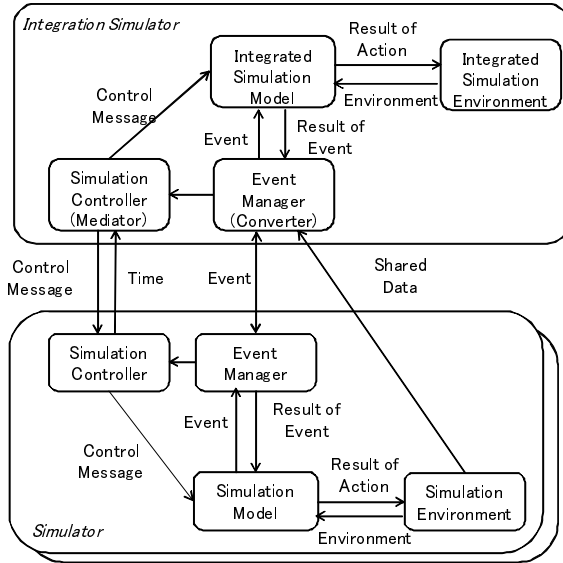 Integration Simulator
Integrated
Simulation
Model
Result of
Action
Environment
Integrated
Simulation
Environment
Control
Message
Event
Result of
Event
Simulation
Controller
(Mediator)
Event
Manager
(Converter)
Control
Message
Time
Event
Shared
Data
Simulation
Controller
Event
Manager
Control
Message
Event
Result of
Event
Simulation
Model
Result of
Action
Environment
Simulation
Environment
Simulator